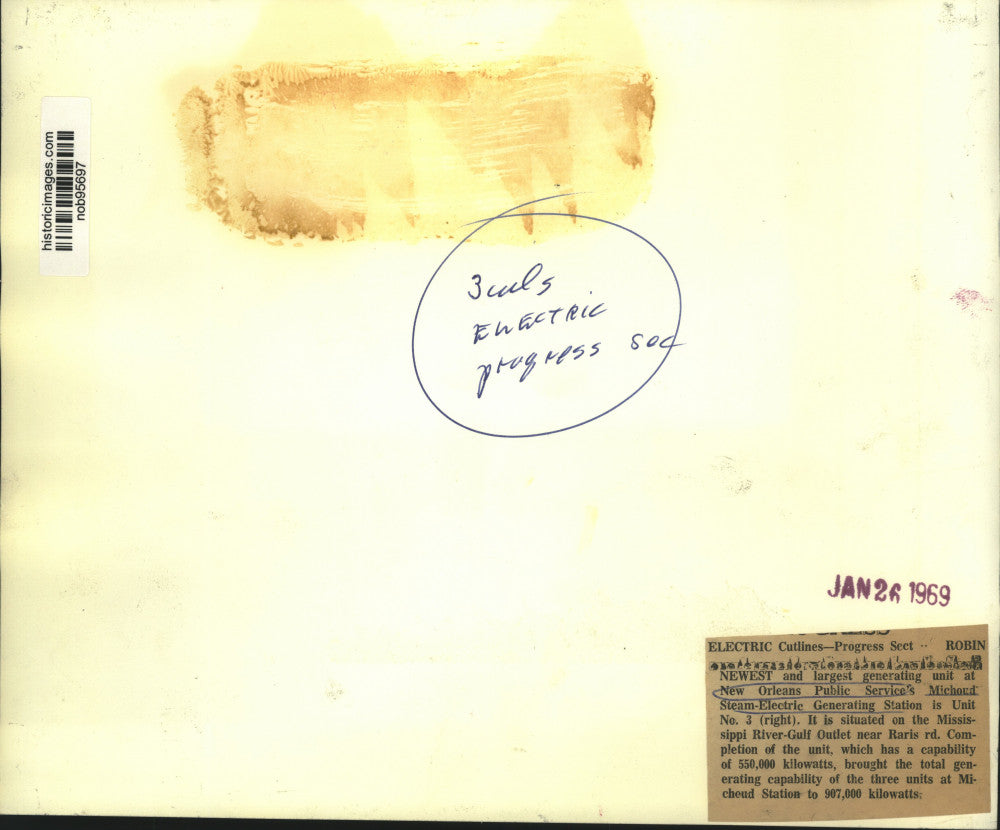 historicimages.com
nob95697
3 cols
ELECTRIC
progress sec
JAN 26 1969
ELECTRIC Cutlines—Progress Sect -- ROBIN
NEWEST and largest generating unit at
New Orleans Public Service's Michoud
Steam-Electric Generating Station is Unit
No. 3 (right). It is situated on the Missis-
sippi River-Gulf Outlet near Raris rd. Com-
pletion of the unit, which has a capability
of 550,000 kilowatts, brought the total gen-
erating capability of the three units at Mi-
choud Station to 907,000 kilowatts.